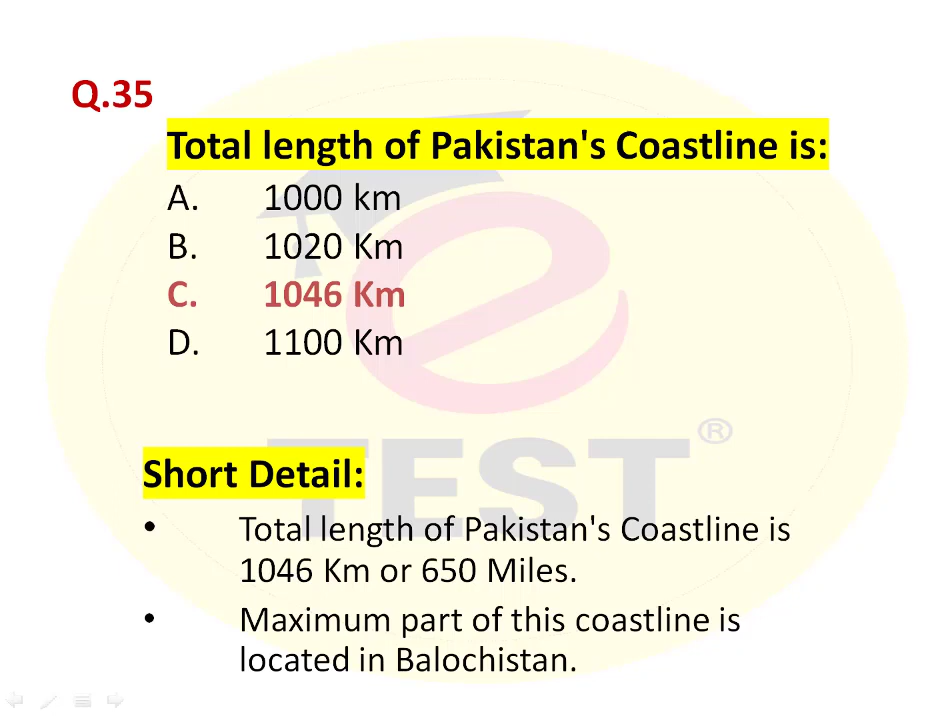 Q.35
Total length of Pakistan's Coastline is:
A. 1000 km
B. 1020 Km
C. 1046 Km
D. 1100 Km
e
TEST ®
Short Detail:
• Total length of Pakistan's Coastline is
1046 Km or 650 Miles.
• Maximum part of this coastline is
located in Balochistan.